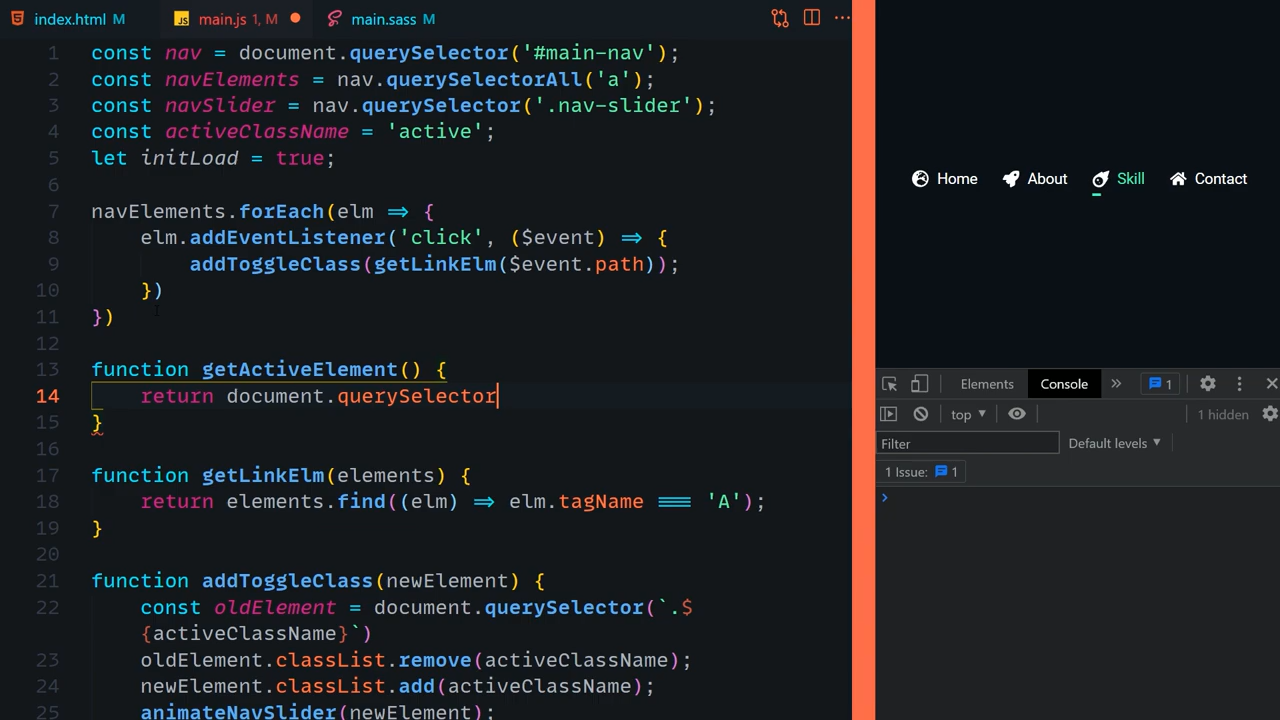 index.html M
main.js 1, M
main.sass M
1 const nav = document.querySelector('#main-nav');
2 const navElements = nav.querySelectorAll('a');
3 const navSlider = nav.querySelector('.nav-slider');
4 const activeClassName = 'active';
5 let initLoad = true;
6
7 navElements.forEach(elm => {
8 elm.addEventListener('click', ($event) => {
9 addToggleClass(getLinkElm($event.path));
10 })
11 })
12
13 function getActiveElement() {
14 return document.querySelector
15 }
16
17 function getLinkElm(elements) {
18 return elements.find((elm) => elm.tagName === 'A');
19 }
20
21 function addToggleClass(newElement) {
22 const oldElement = document.querySelector(`.$
{activeClassName}`)
23 oldElement.classList.remove(activeClassName);
24 newElement.classList.add(activeClassName);
25 animateNavSlider(newElement);
Home
About
Skill
Contact
Elements
Console
1
top
1 hidden
Filter
Default levels
1 Issue: 1